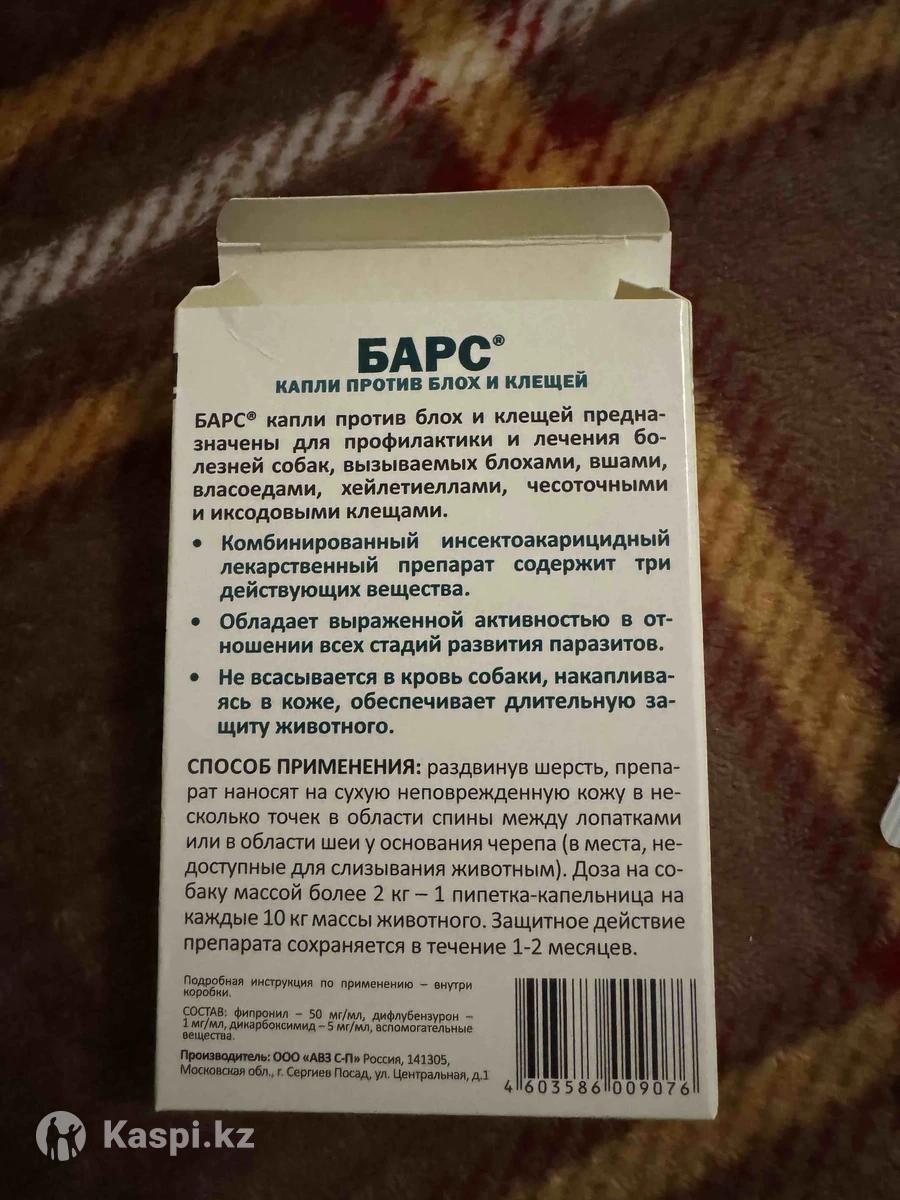 БАРС®
КАПЛИ ПРОТИВ БЛОХ И КЛЕЩЕЙ
БАРС® капли против блох и клещей предна-
значены для профилактики и лечения бо-
лезней собак, вызываемых блохами, вшами,
власоедами, хейлетиеллами, чесоточными
и иксодовыми клещами.
• Комбинированный инсектоакарицидный
лекарственный препарат содержит три
действующих вещества.
• Обладает выраженной активностью в от-
ношении всех стадий развития паразитов.
• Не всасывается в кровь собаки, накаплива-
ясь в коже, обеспечивает длительную за-
щиту животного.
СПОСОБ ПРИМЕНЕНИЯ: раздвинув шерсть, препа-
рат наносят на сухую неповрежденную кожу в не-
сколько точек в области спины между лопатками
или в области шеи у основания черепа (в места, не-
доступные для слизывания животным). Доза на со-
баку массой более 2 кг – 1 пипетка-капельница на
каждые 10 кг массы животного. Защитное действие
препарата сохраняется в течение 1-2 месяцев.
Подробная инструкция по применению – внутри
коробки.
СОСТАВ: фипронил – 50 мг/мл, дифлубензурон –
1 мг/мл, дикарбоксимид – 5 мг/мл, вспомогательные
вещества.
Производитель: ООО «АВЗ С-П» Россия, 141305,
Московская обл., г. Сергиев Посад, ул. Центральная, д.1
4 603586 009076
Kaspi.kz